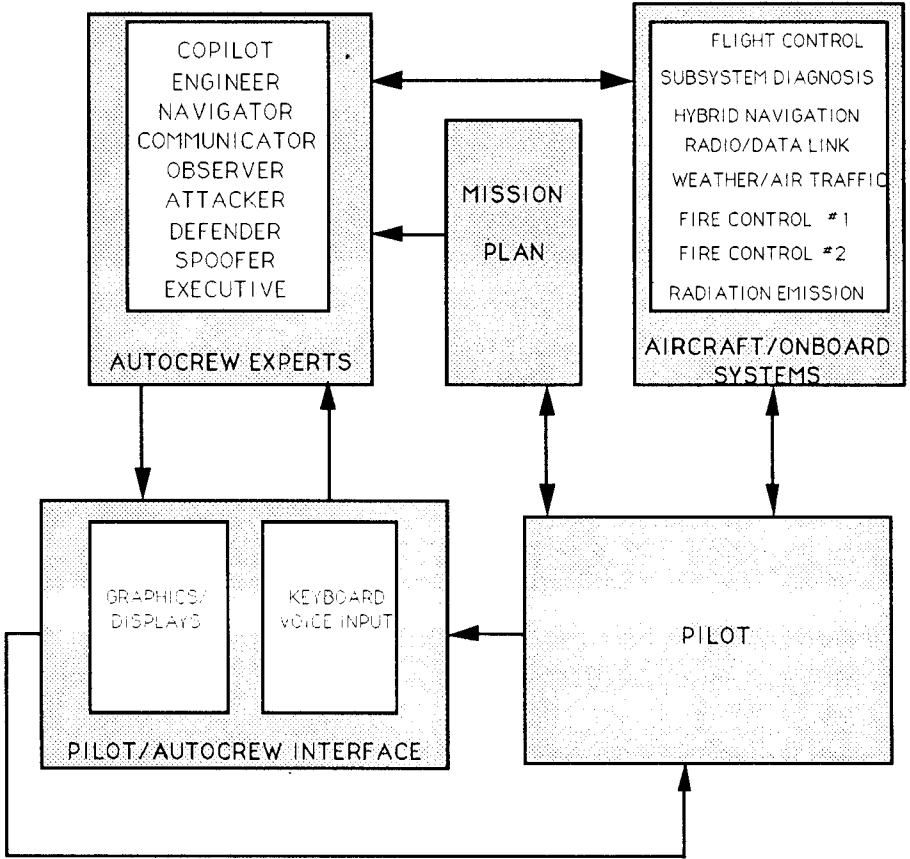 COPILOT
ENGINEER
NAVIGATOR
COMMUNICATOR
OBSERVER
ATTACKER
DEFENDER
SPOOFER
EXECUTIVE
AUTOCREW EXPERTS
MISSION
PLAN
FLIGHT CONTROL
SUBSYSTEM DIAGNOSIS
HYBRID NAVIGATION
RADIO/DATA LINK
WEATHER/AIR TRAFFIC
FIRE CONTROL #1
FIRE CONTROL #2
RADIATION EMISSION
AIRCRAFT/ONBOARD
SYSTEMS
GRAPHICS/
DISPLAYS
KEYBOARD
VOICE INPUT
PILOT/AUTOCREW INTERFACE
PILOT